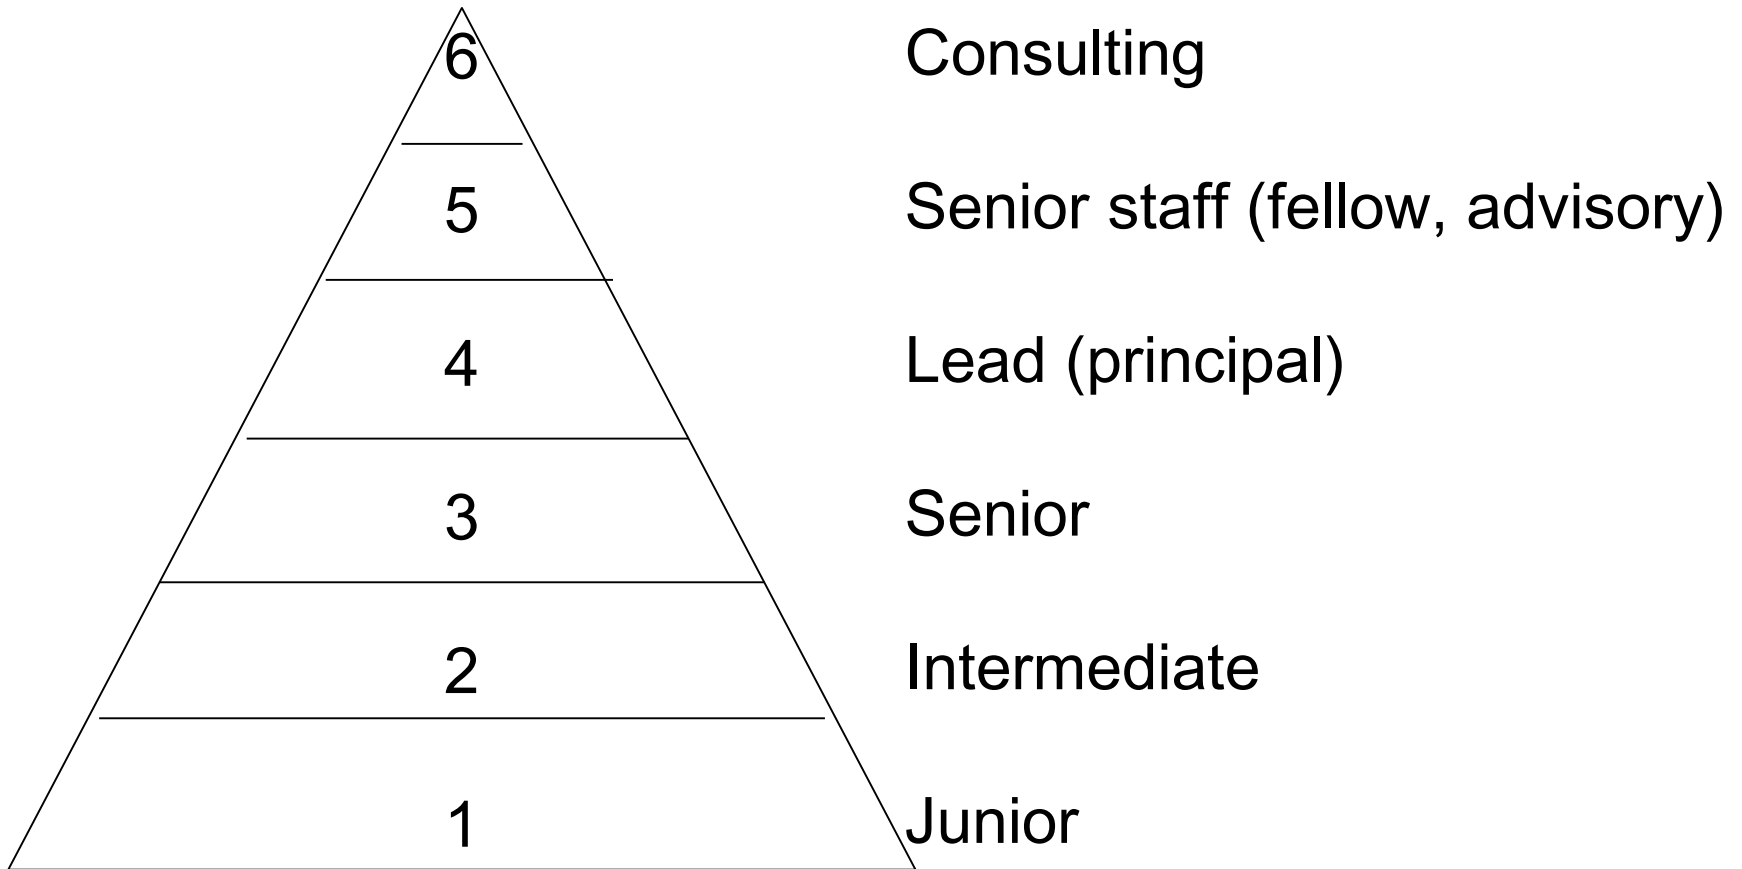 6 Consulting
5 Senior staff (fellow, advisory)
4 Lead (principal)
3 Senior
2 Intermediate
1 Junior